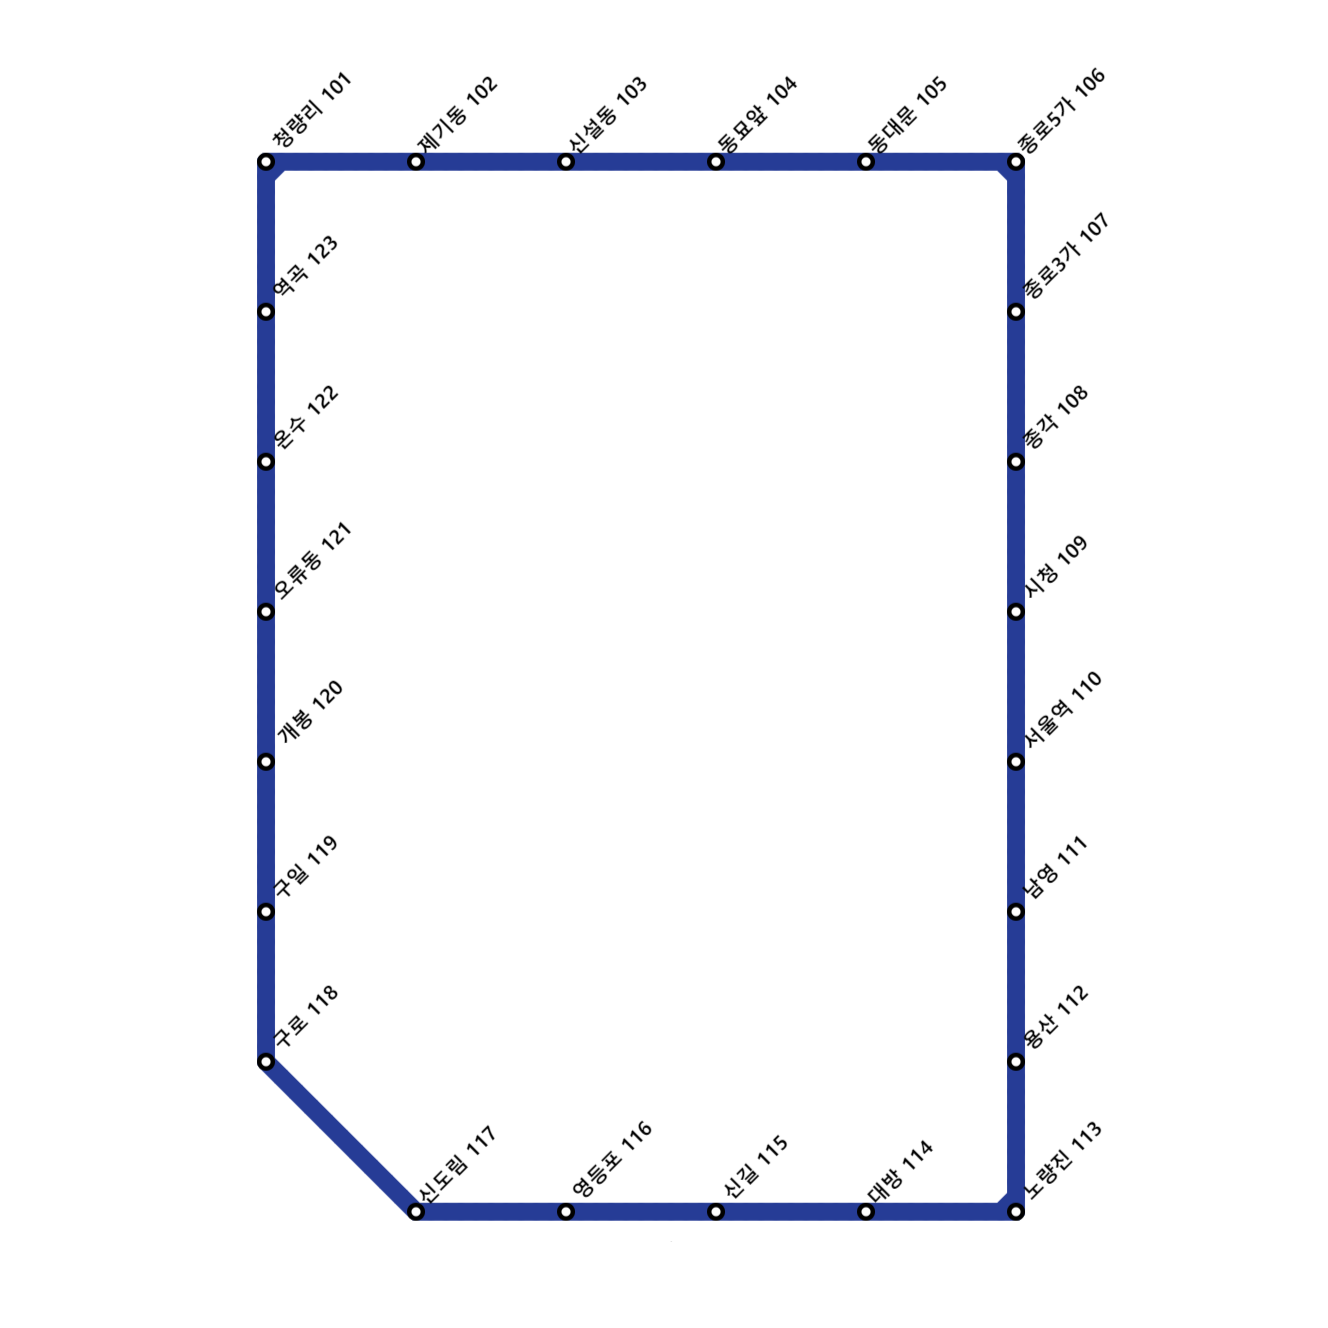 청량리 101
제기동 102
신설동 103
동묘앞 104
동대문 105
종로5가 106
종로3가 107
종각 108
시청 109
서울역 110
남영 111
용산 112
노량진 113
대방 114
신길 115
영등포 116
신도림 117
구로 118
구일 119
개봉 120
오류동 121
온수 122
역곡 123